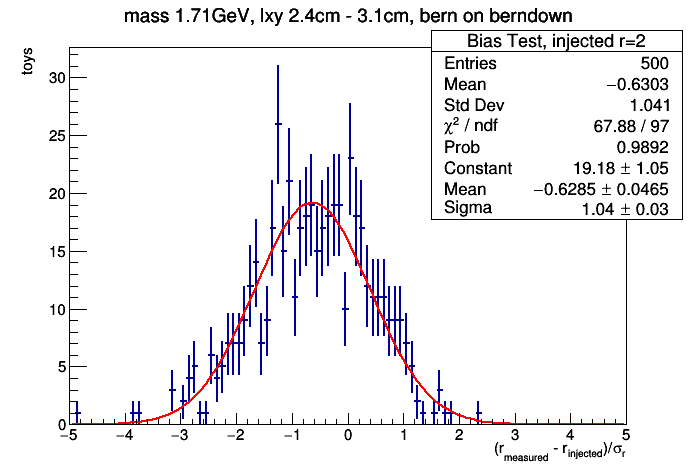 mass 1.71GeV, lxy 2.4cm - 3.1cm, bern on berndown
Bias Test, injected r=2
Entries 500
Mean −0.6303
Std Dev 1.041
χ² / ndf 67.88 / 97
Prob 0.9892
Constant 19.18 ± 1.05
Mean −0.6285 ± 0.0465
Sigma 1.04 ± 0.03
toys
30
25
20
15
10
5
0
−5 −4 −3 −2 −1 0 1 2 3 4 5
(r_measured - r_injected)/σ_r